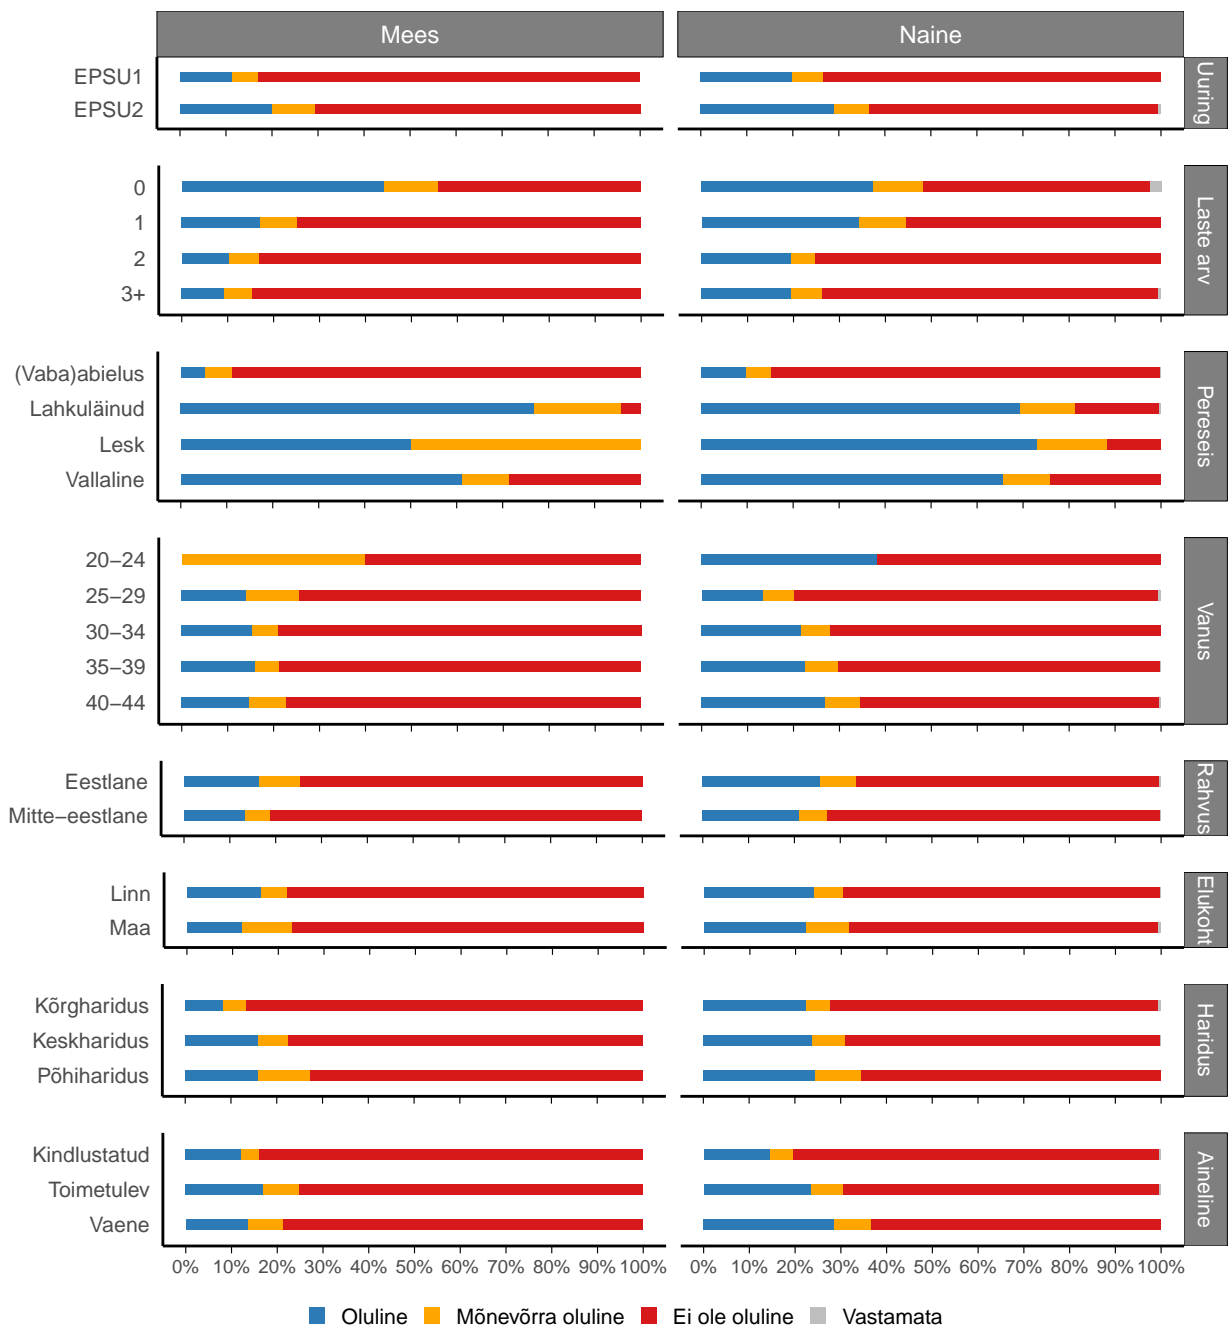 Mees Naine
EPSU1
EPSU2
Uuring
0
1
2
3+
Laste arv
(Vaba)abielus
Lahkuläinud
Lesk
Vallaline
Pereseis
20−24
25−29
30−34
35−39
40−44
Vanus
Eestlane
Mitte−eestlane
Rahvus
Linn
Maa
Elukoht
Kõrgharidus
Keskharidus
Põhiharidus
Haridus
Kindlustatud
Toimetulev
Vaene
Aineline
0% 10% 20% 30% 40% 50% 60% 70% 80% 90% 100% 0% 10% 20% 30% 40% 50% 60% 70% 80% 90% 100%
Oluline Mõnevõrra oluline Ei ole oluline Vastamata